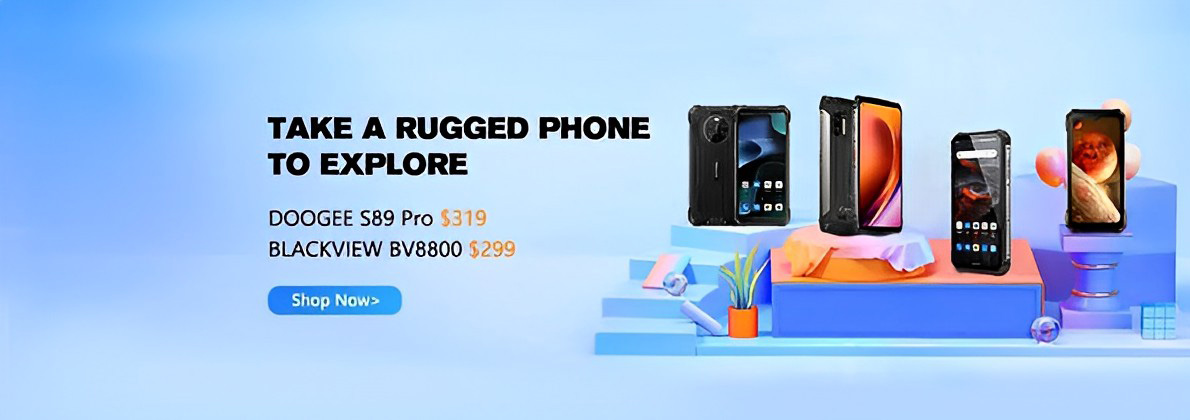 TAKE A RUGGED PHONE
TO EXPLORE
DOOGEE S89 Pro $319
BLACKVIEW BV8800 $299
Shop Now>